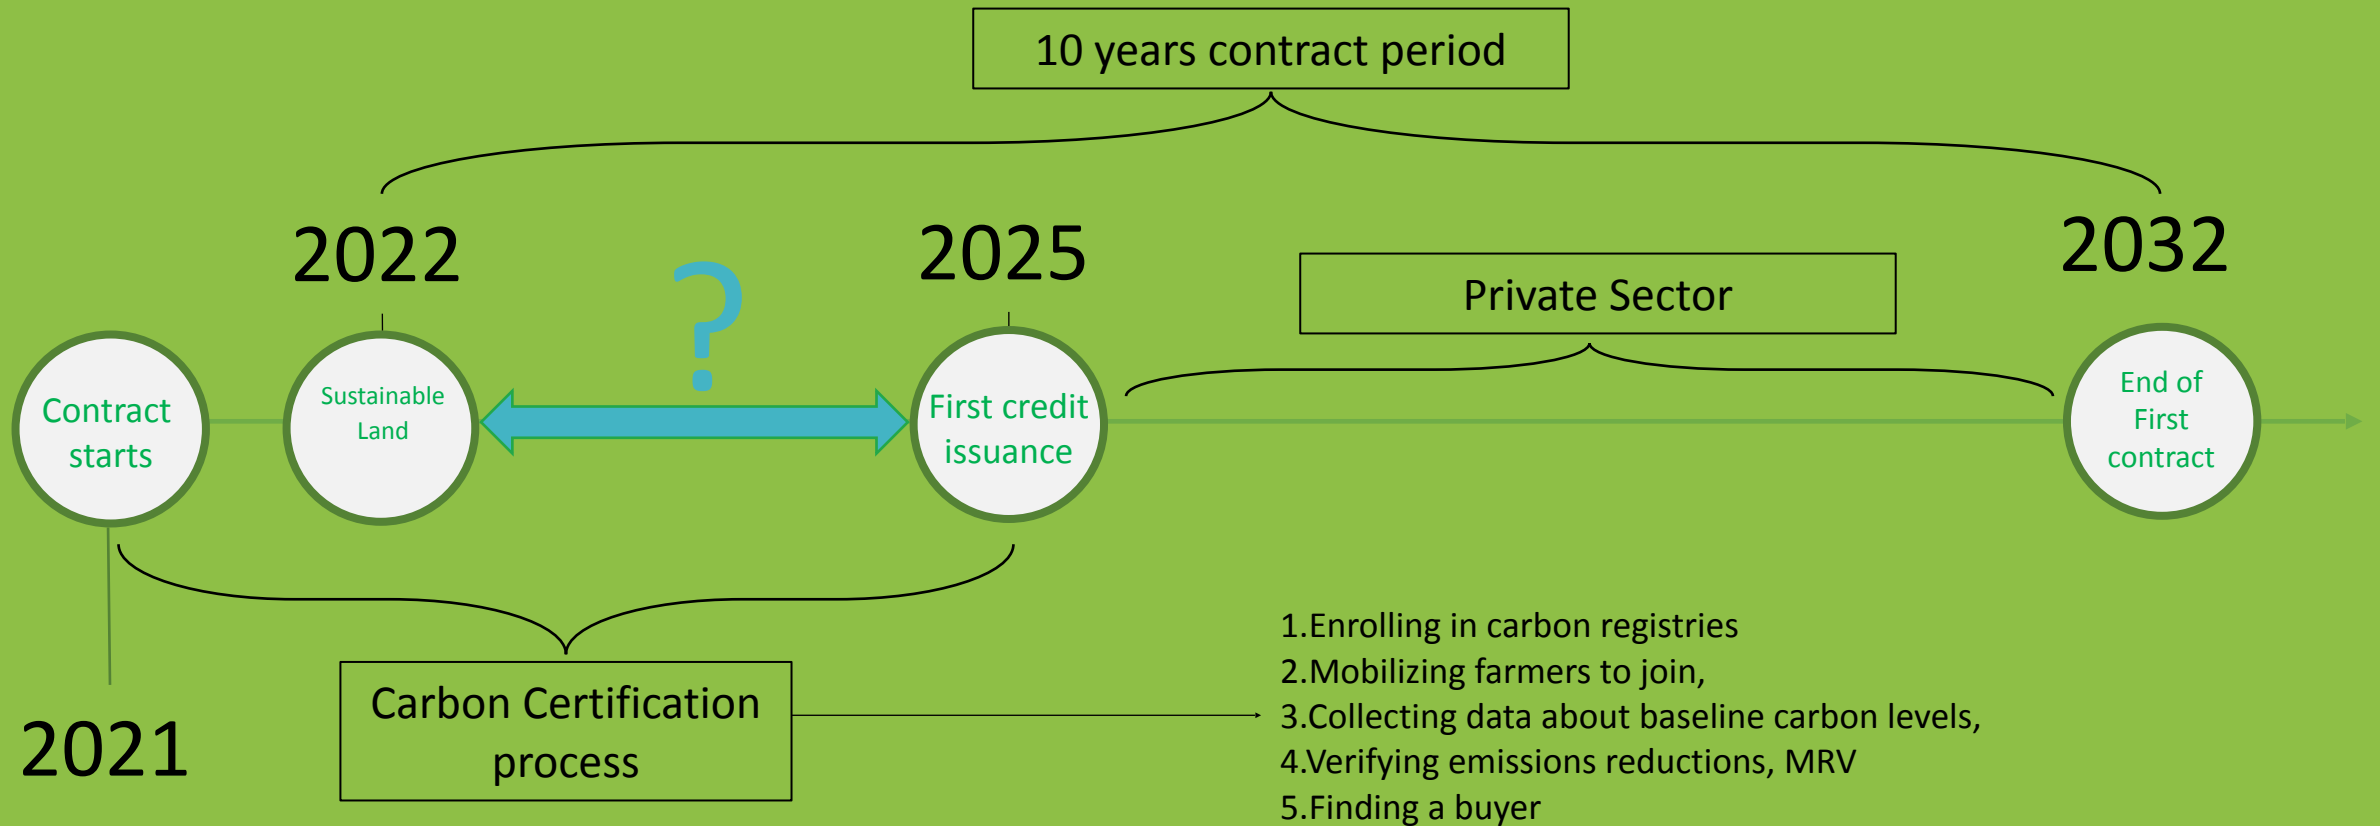 10 years contract period
2022
?
2025
Private Sector
2032
Contract
starts
Sustainable
Land
First credit
issuance
End of
First
contract
2021
Carbon Certification
process
1.Enrolling in carbon registries
2.Mobilizing farmers to join,
3.Collecting data about baseline carbon levels,
4.Verifying emissions reductions, MRV
5.Finding a buyer